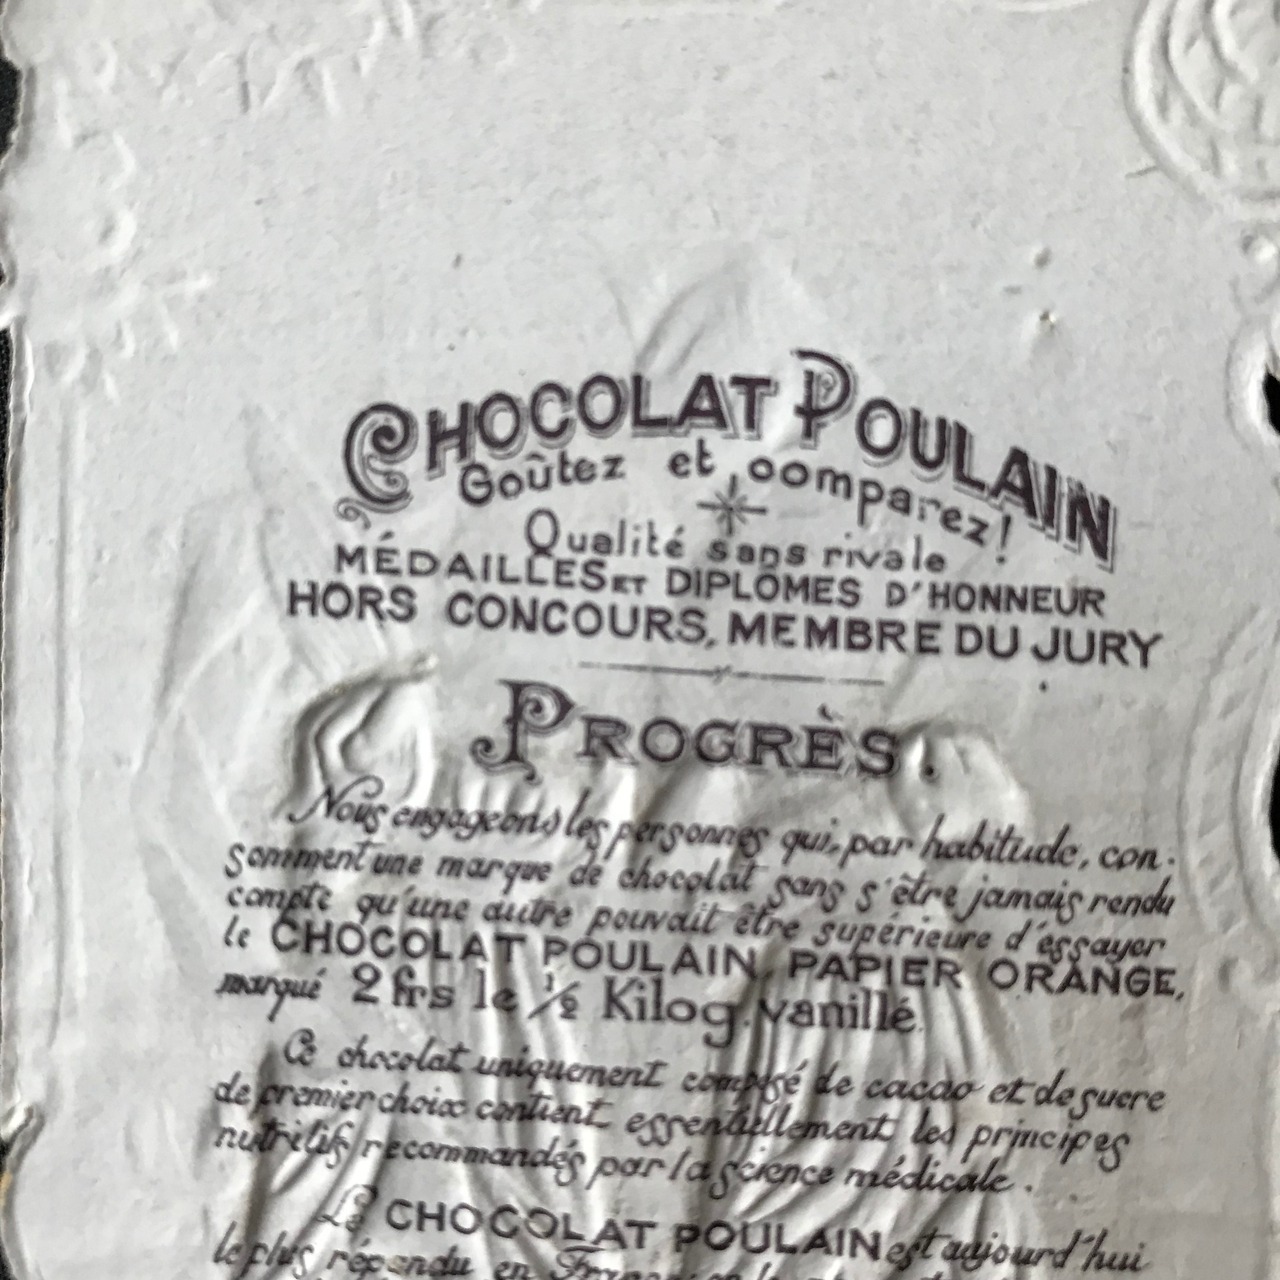 CHOCOLAT POULAIN
Goûtez et comparez!
Qualité sans rivale
MÉDAILLES ET DIPLÔMES D'HONNEUR
HORS CONCOURS, MEMBRE DU JURY
PROGRÈS.
Nous engageons les personnes qui, par habitude, con-
somment une marque de chocolat sans s'être jamais rendu
compte qu'une autre pouvait être supérieure d'essayer
le CHOCOLAT POULAIN, PAPIER ORANGE,
marqué 2 frs le ½ Kilog. vanillé.
Ce chocolat uniquement composé de cacao et de sucre
de premier choix contient essentiellement les principes
nutritifs recommandés par la science médicale.
Le CHOCOLAT POULAIN est aujourd'hui
le plus répandu en